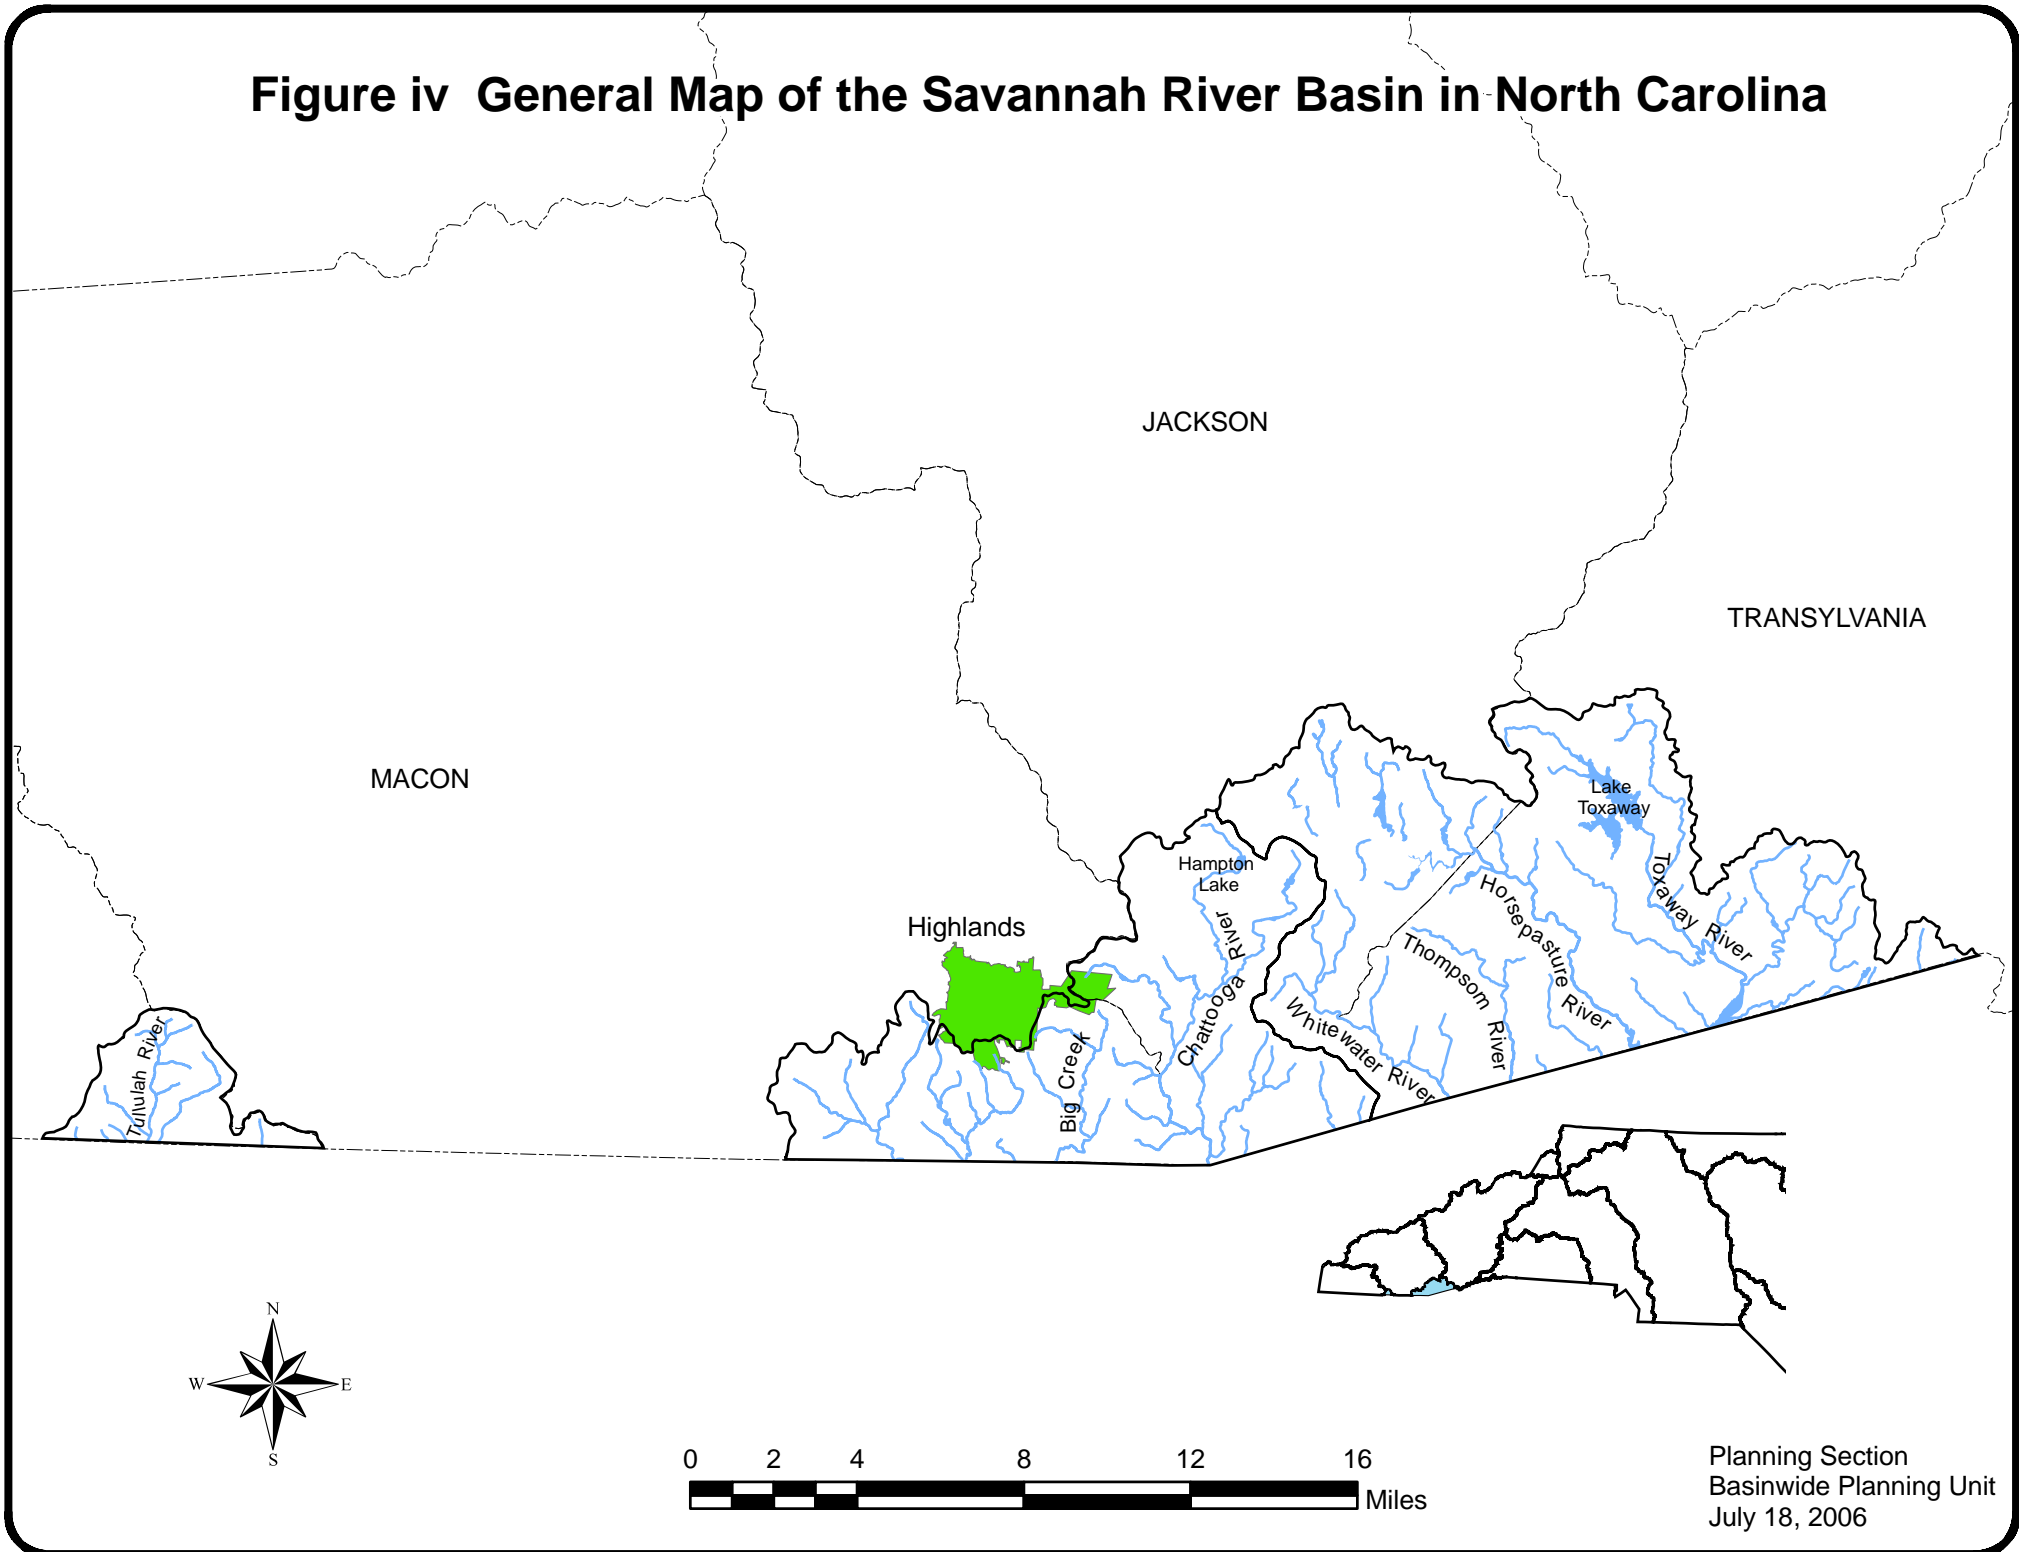 Figure iv  General Map of the Savannah River Basin in North Carolina
JACKSON
TRANSYLVANIA
MACON
Lake
Toxaway
Hampton
Lake
Toxaway River
Horsepasture River
Highlands
Thompsom River
Chattooga River
Whitewater River
Big Creek
Tullulah River
N
W
E
S
0 2 4 8 12 16
Miles
Planning Section
Basinwide Planning Unit
July 18, 2006